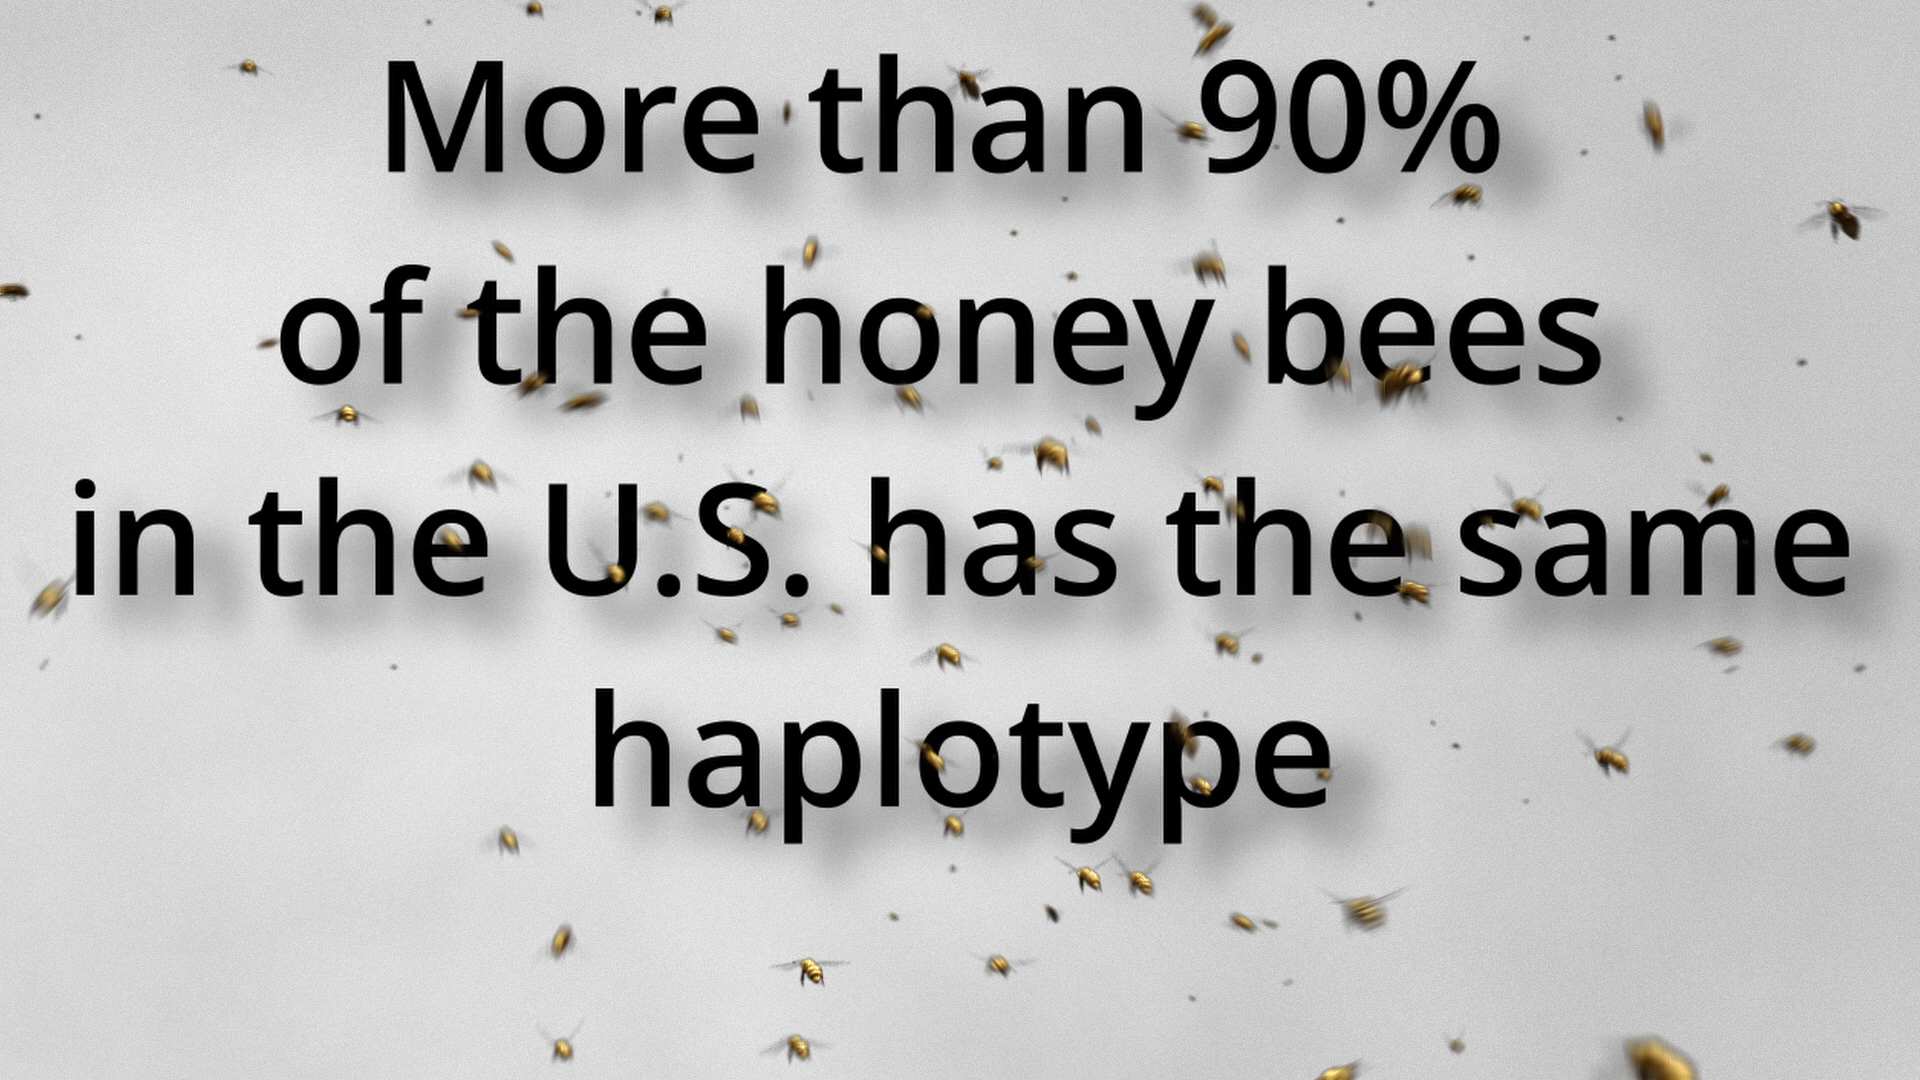 More than 90%
of the honey bees
in the U.S. has the same
haplotype